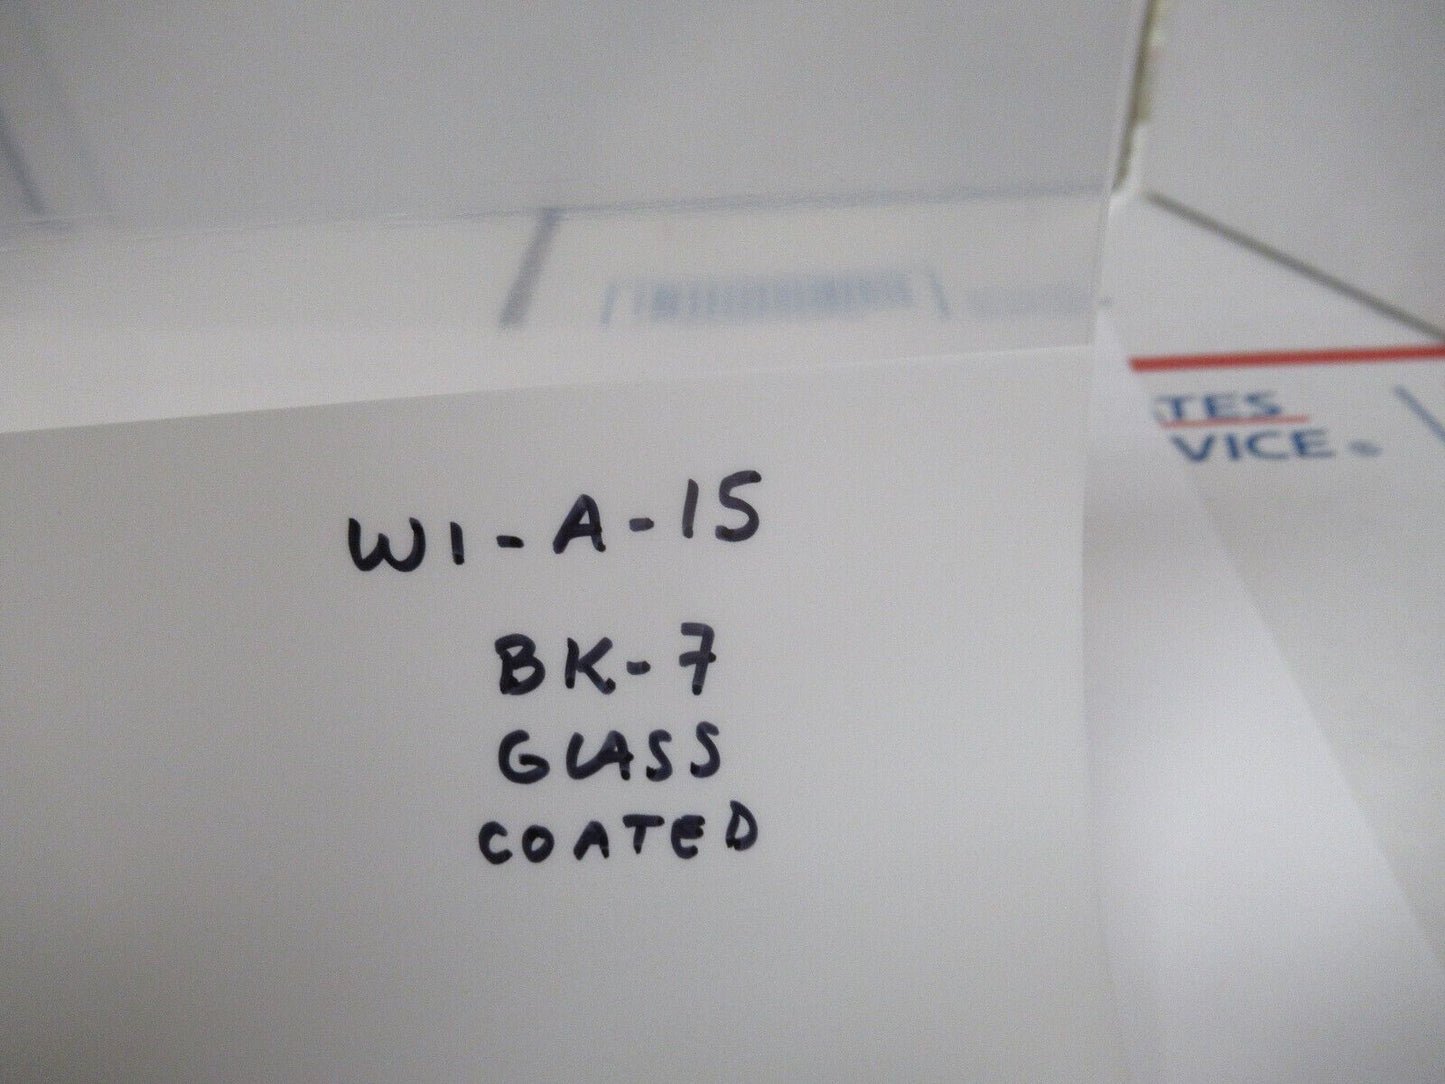 TES
VICE®
W1-A-15
BK-7
GLASS
COATED